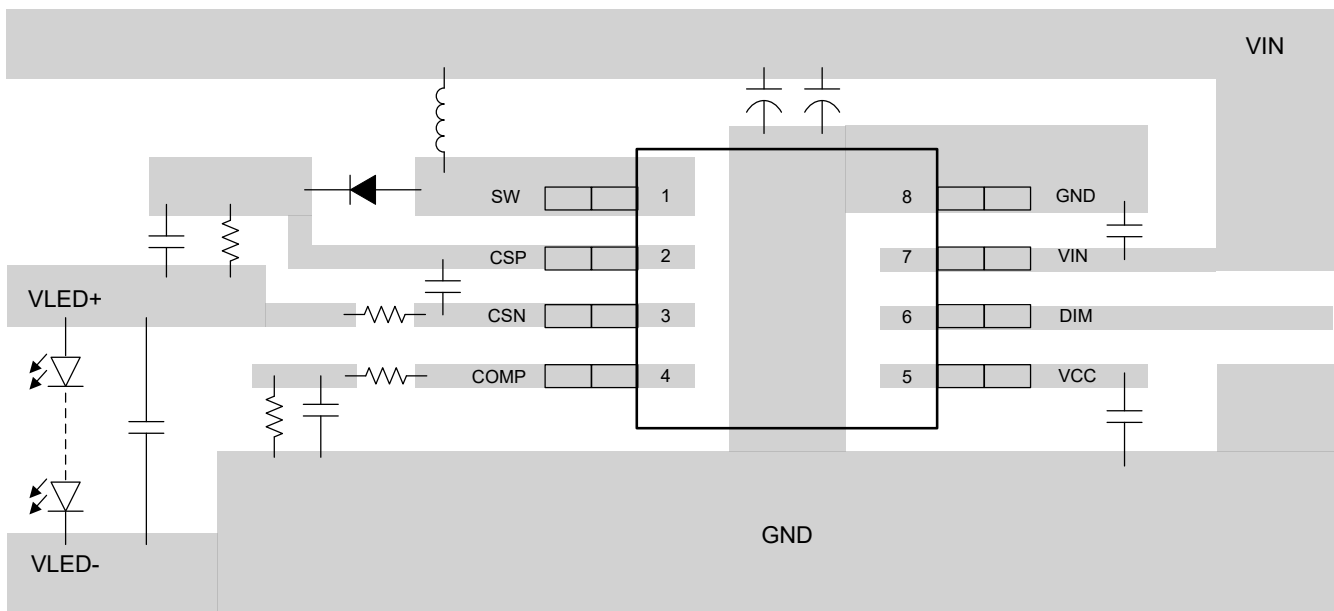 VIN
SW 1 8 GND
CSP 2 7 VIN
VLED+
CSN 3 6 DIM
COMP 4 5 VCC
GND
VLED-